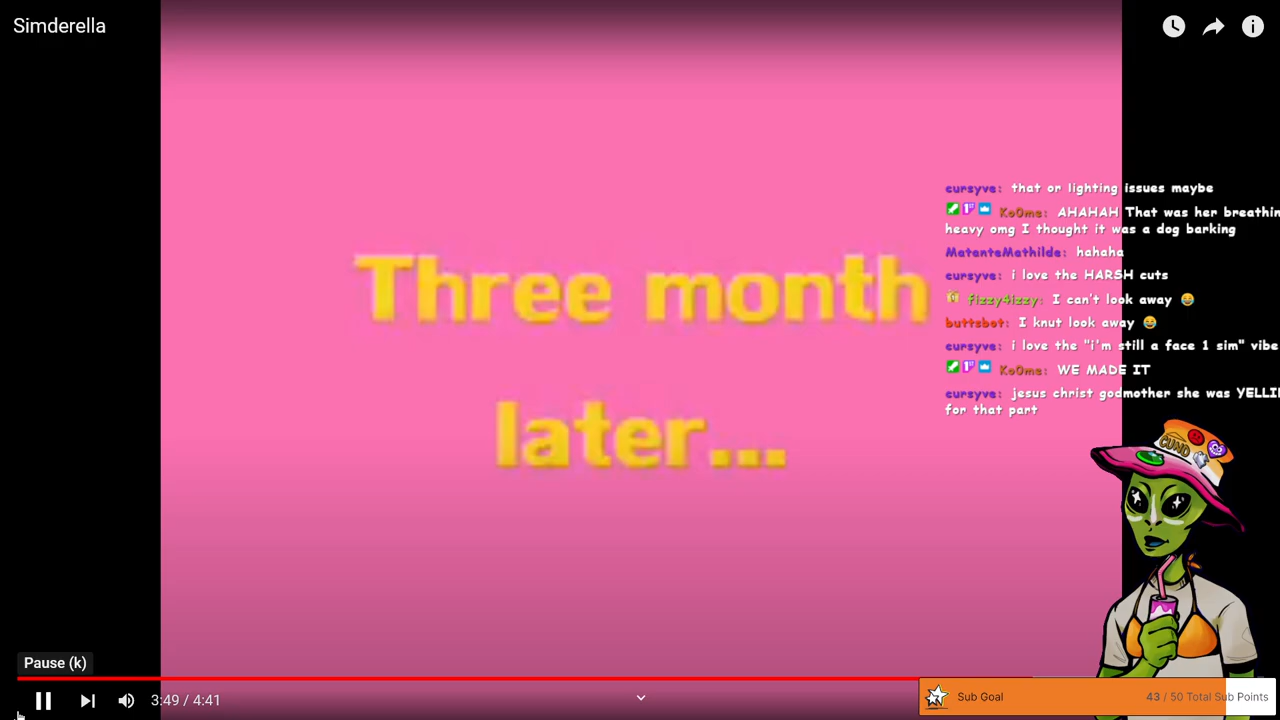 Simderella
Three month
later...
cursyve: that or lighting issues maybe
Ko0me: AHAHAH That was her breathin
heavy omg I thought it was a dog barking
MatanteMathilde: hahaha
cursyve: i love the HARSH cuts
fizzy4izzy: I can't look away 😂
buttsbot: I knut look away 😂
cursyve: i love the "i'm still a face 1 sim" vibe
Ko0me: WE MADE IT
cursyve: jesus christ godmother she was YELLI
for that part
CUND
Pause (k)
3:49 / 4:41
Sub Goal
43 / 50 Total Sub Points